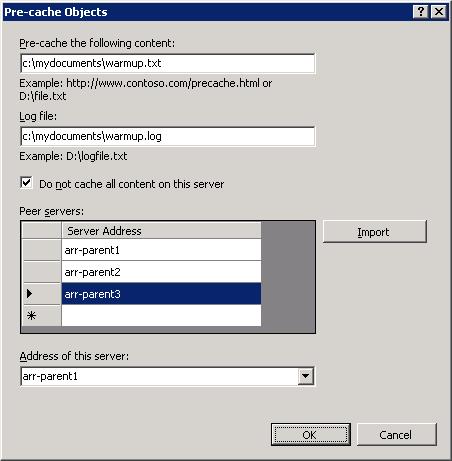 Pre-cache Objects
Pre-cache the following content:
c:\mydocuments\warmup.txt
Example: http://www.contoso.com/precache.html or
D:\file.txt
Log file:
c:\mydocuments\warmup.log
Example: D:\logfile.txt
Do not cache all content on this server
Peer servers:
Server Address
Import
arr-parent1
arr-parent2
arr-parent3
Address of this server:
arr-parent1
OK Cancel